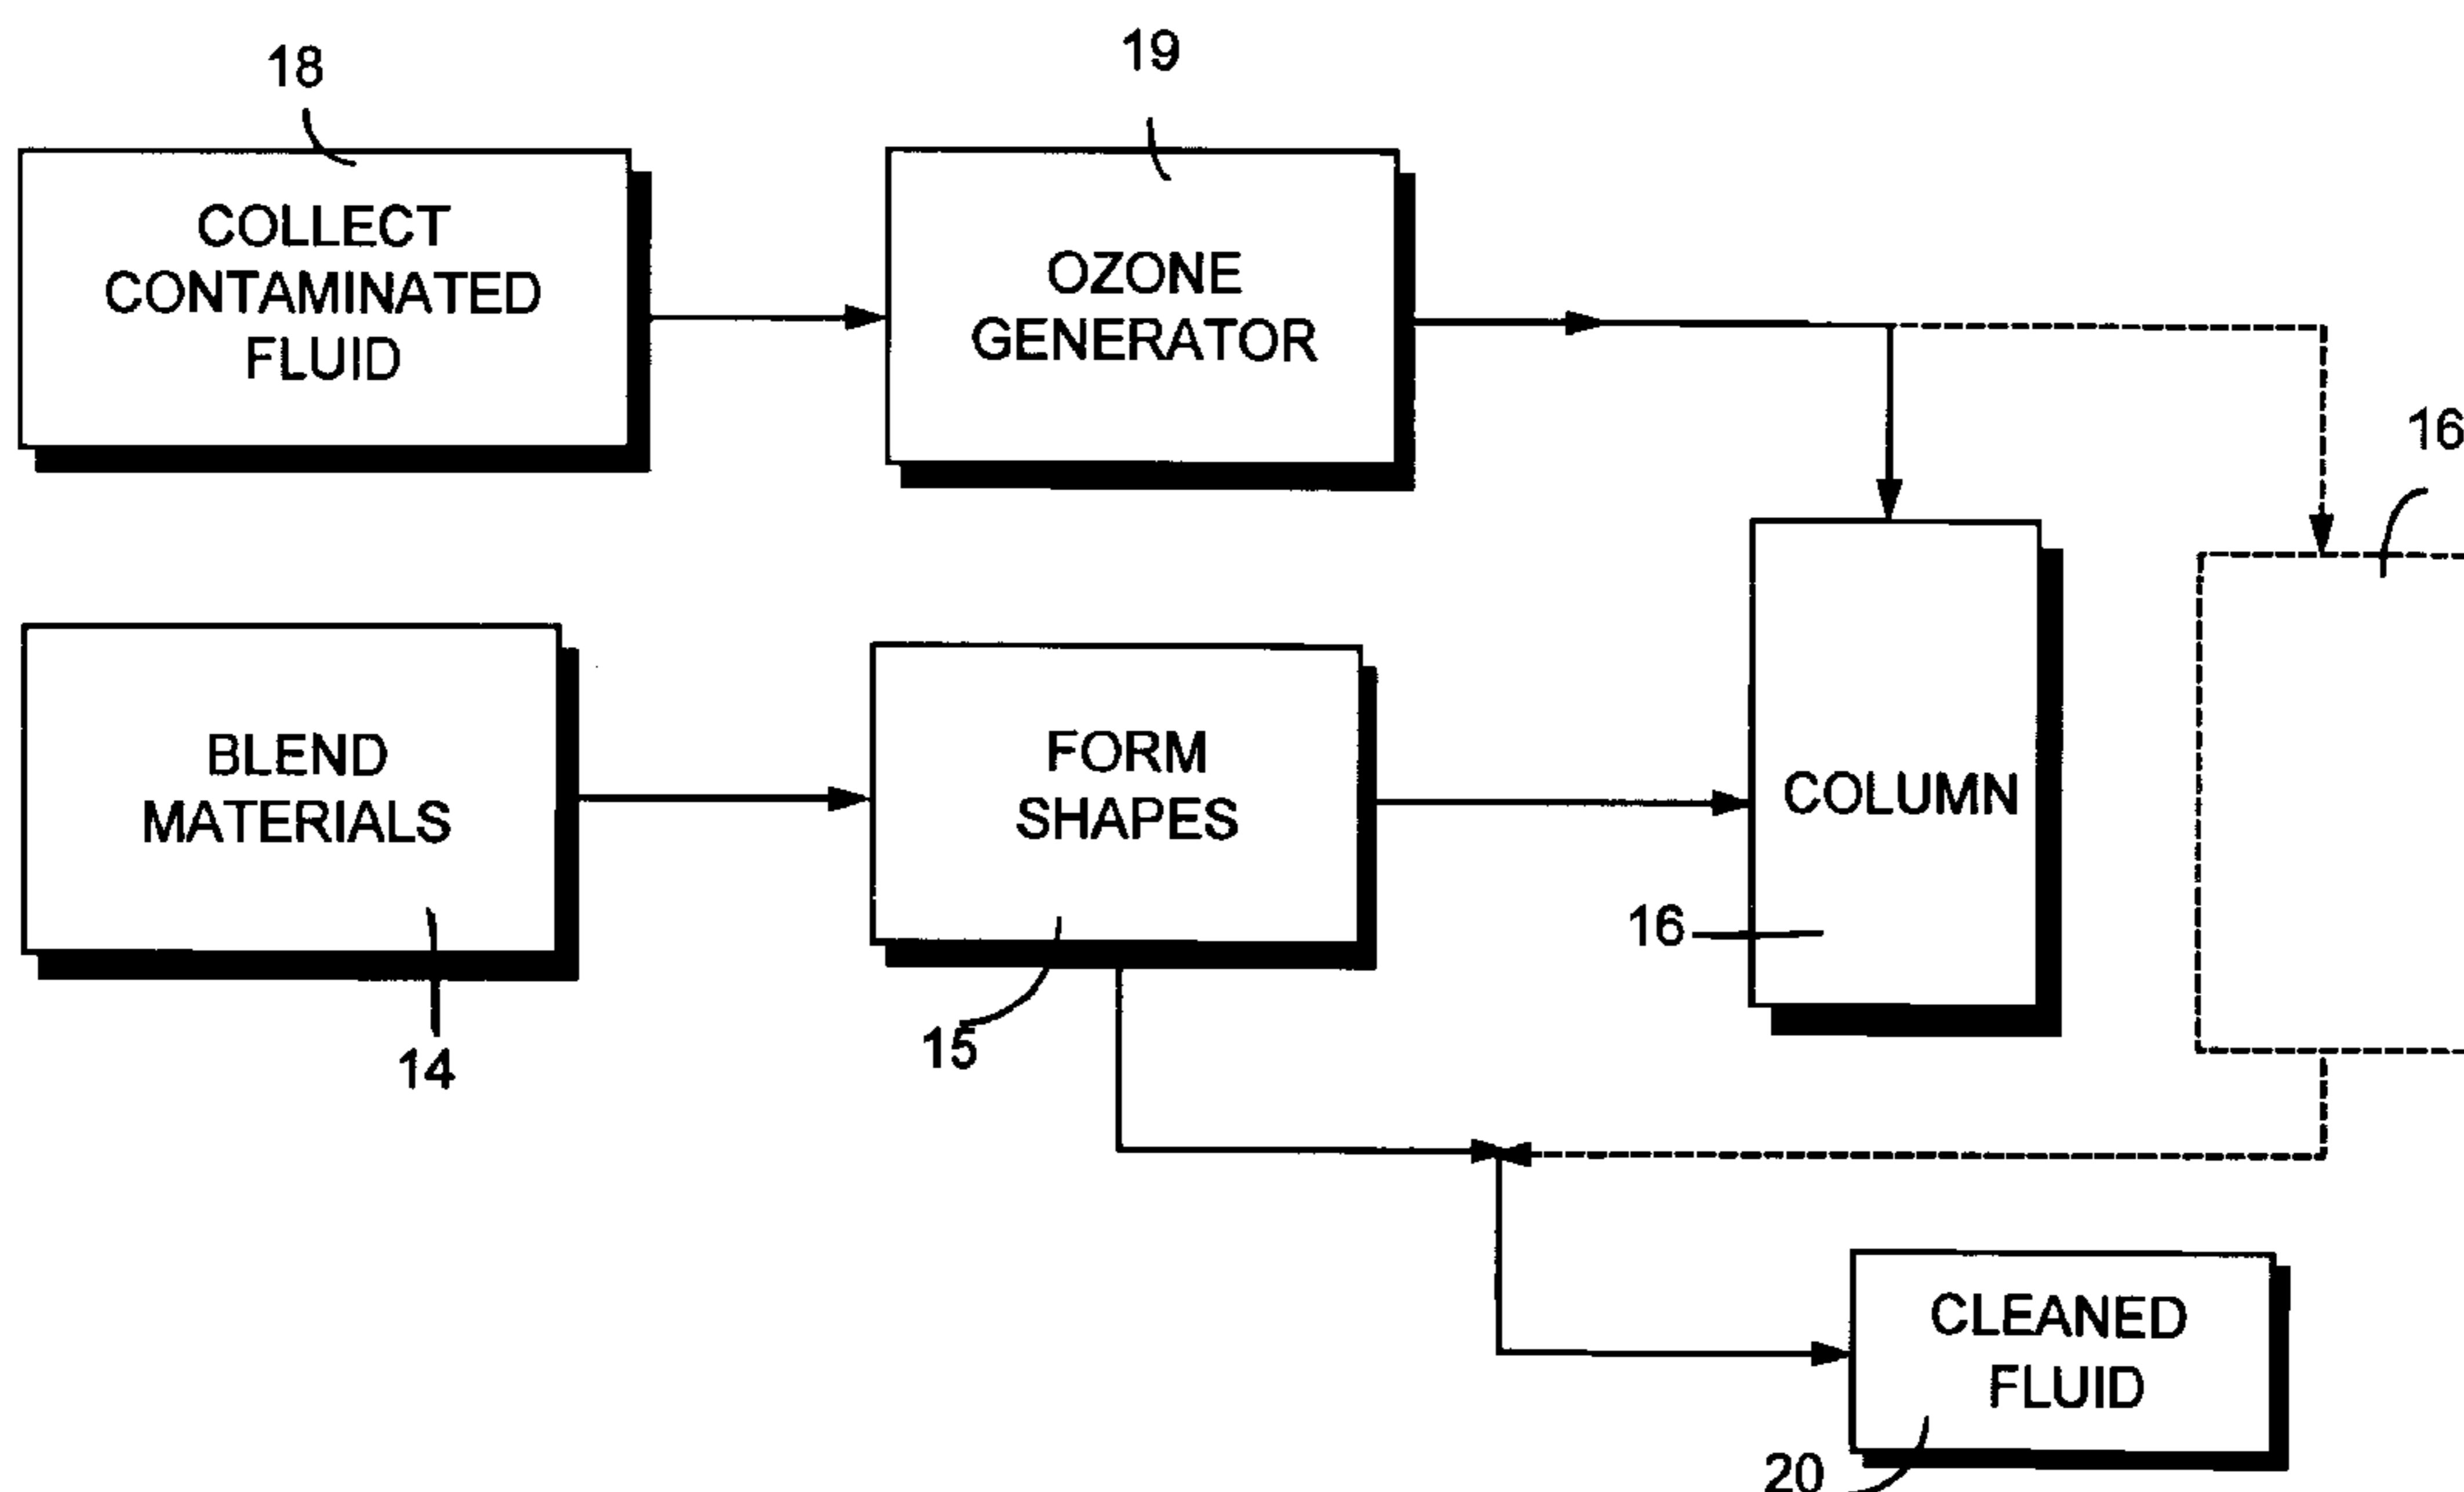 18
19
COLLECT
CONTAMINATED
FLUID
OZONE
GENERATOR
16
BLEND
MATERIALS
FORM
SHAPES
COLUMN
16
15
14
CLEANED
FLUID
20